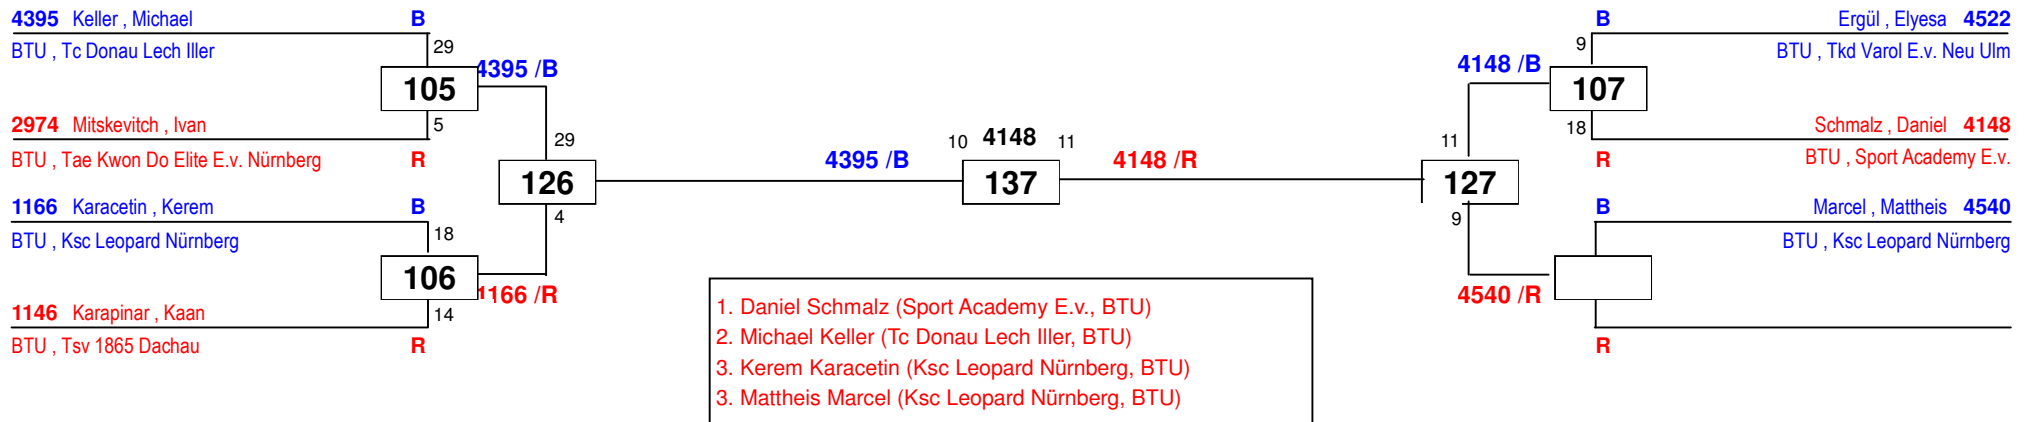 4395 Keller , Michael B
BTU , Tc Donau Lech Iller
29
4395 /B
105
5
2974 Mitskevitch , Ivan
BTU , Tae Kwon Do Elite E.v. Nürnberg R
1166 Karacetin , Kerem B
BTU , Ksc Leopard Nürnberg
18
106
1166 /R
14
1146 Karapinar , Kaan
BTU , Tsv 1865 Dachau R
29
126
4
4395 /B
10 4148 11
137
4148 /R
B Ergül , Elyesa 4522
BTU , Tkd Varol E.v. Neu Ulm
9
4148 /B
107
18
Schmalz , Daniel 4148
R BTU , Sport Academy E.v.
11
127
9
B Marcel , Mattheis 4540
BTU , Ksc Leopard Nürnberg
4540 /R
R
1. Daniel Schmalz (Sport Academy E.v., BTU)
2. Michael Keller (Tc Donau Lech Iller, BTU)
3. Kerem Karacetin (Ksc Leopard Nürnberg, BTU)
3. Mattheis Marcel (Ksc Leopard Nürnberg, BTU)